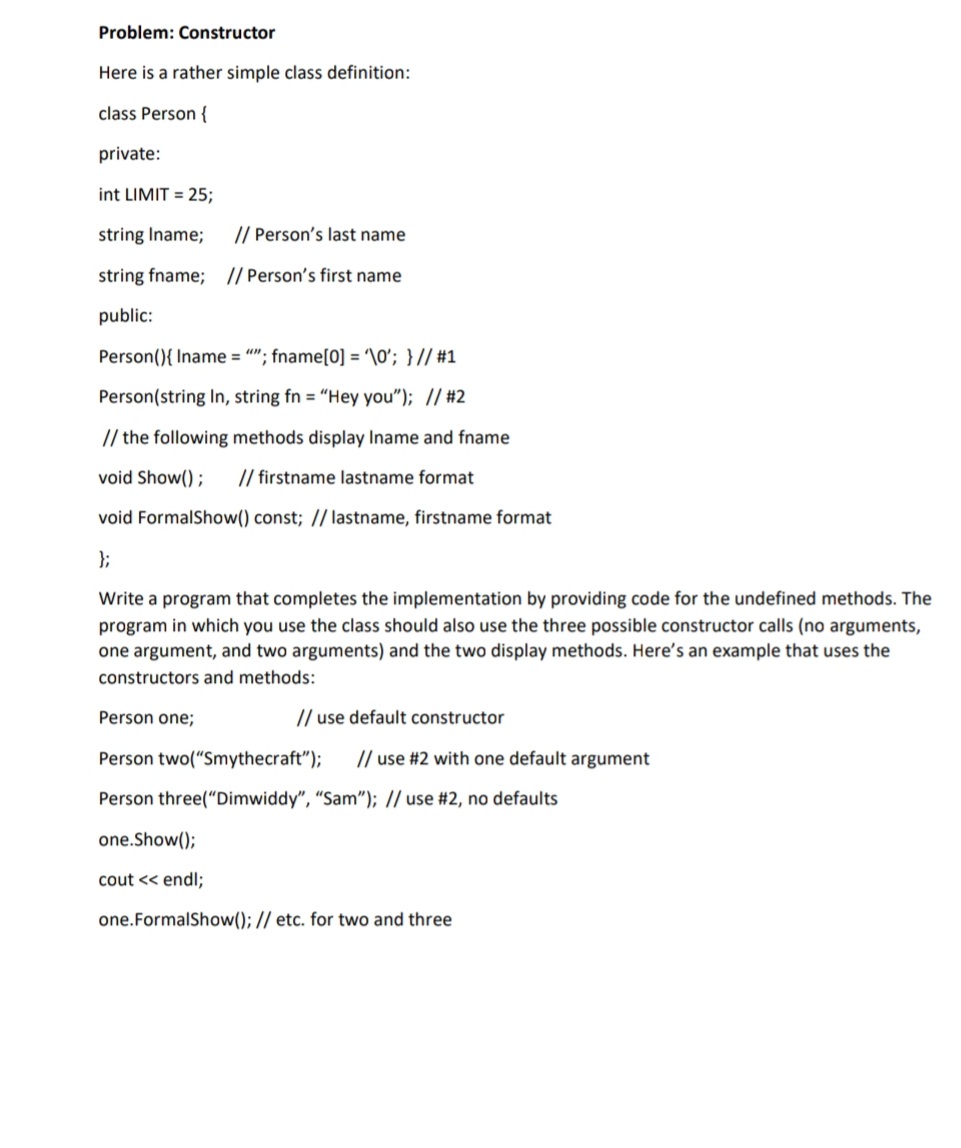 Problem: Constructor
Here is a rather simple class definition:
class Person {
private:
int LIMIT = 25;
string lname; // Person’s last name
string fname; // Person’s first name
public:
Person(){ lname = “”; fname[0] = ‘\0’; } // #1
Person(string ln, string fn = “Hey you”); // #2
// the following methods display lname and fname
void Show() ; // firstname lastname format
void FormalShow() const; // lastname, firstname format
};
Write a program that completes the implementation by providing code for the undefined methods. The
program in which you use the class should also use the three possible constructor calls (no arguments,
one argument, and two arguments) and the two display methods. Here’s an example that uses the
constructors and methods:
Person one; // use default constructor
Person two(“Smythecraft”); // use #2 with one default argument
Person three(“Dimwiddy”, “Sam”); // use #2, no defaults
one.Show();
cout << endl;
one.FormalShow(); // etc. for two and three